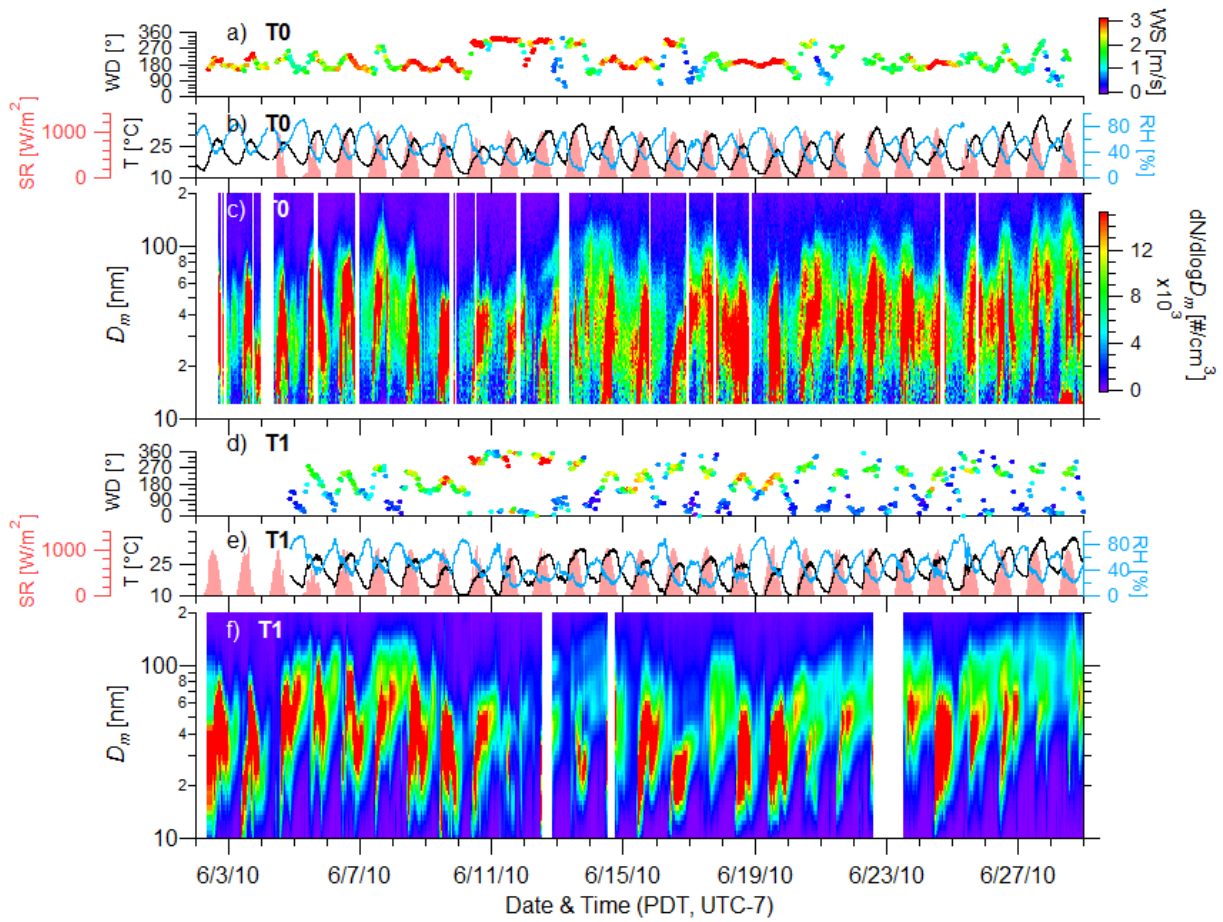 a) T0
WD [°]
360
270
180
90
0
3
2
1
0
WS [m/s]
b) T0
SR [W/m²]
1000
0
T [°C]
25
10
80
40
0
RH [%]
c) T0
Dm [nm]
2
100
8
6
4
2
10
12
8
4
0
dN/dlogDm [#/cm³]
x10³
d) T1
WD [°]
360
270
180
90
0
e) T1
SR [W/m²]
1000
0
T [°C]
25
10
80
40
0
RH [%]
f) T1
Dm [nm]
2
100
8
6
4
2
10
6/3/10 6/7/10 6/11/10 6/15/10 6/19/10 6/23/10 6/27/10
Date & Time (PDT, UTC-7)